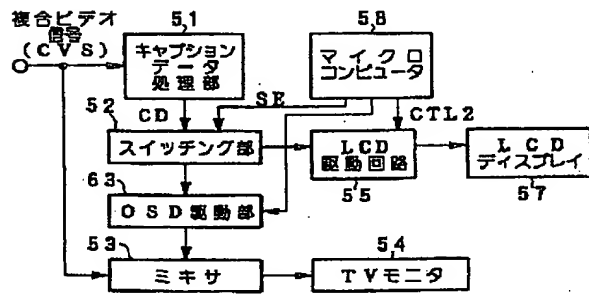 複合ビデオ
信号
(CVS)
51
キャプション
データ
処理部
58
マイクロ
コンピュータ
SE
CD
CTL2
52
スイッチング部
LCD
駆動回路
55
LCD
ディスプレイ
57
63
OSD駆動部
53
ミキサ
54
TVモニタ